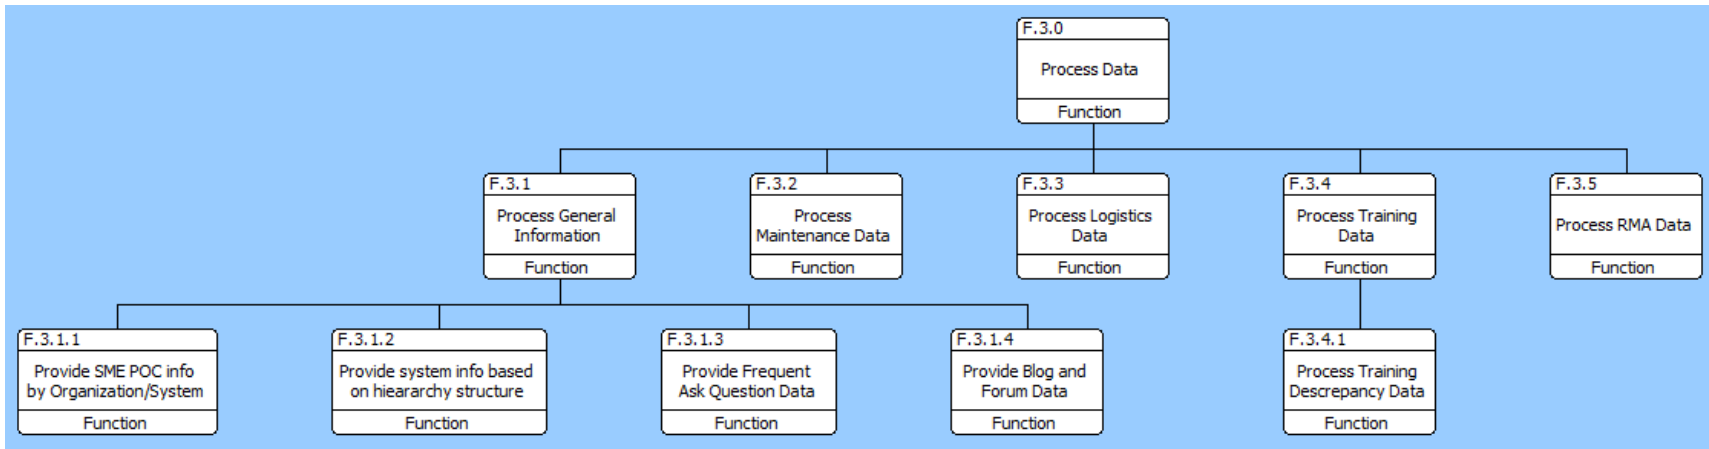 F.3.0
Process Data
Function
F.3.1
Process General
Information
Function
F.3.2
Process
Maintenance Data
Function
F.3.3
Process Logistics
Data
Function
F.3.4
Process Training
Data
Function
F.3.5
Process RMA Data
Function
F.3.1.1
Provide SME POC info
by Organization/System
Function
F.3.1.2
Provide system info based
on hieararchy structure
Function
F.3.1.3
Provide Frequent
Ask Question Data
Function
F.3.1.4
Provide Blog and
Forum Data
Function
F.3.4.1
Process Training
Descrepancy Data
Function